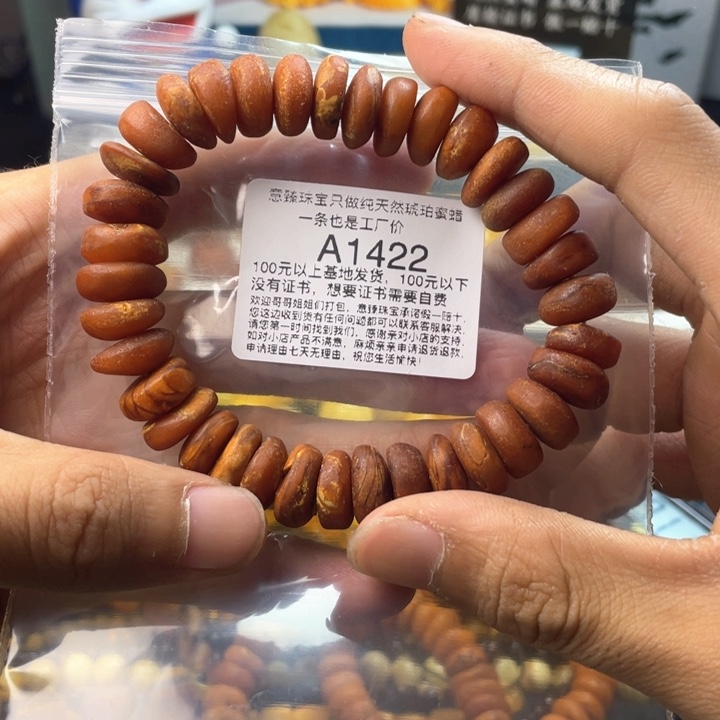 意臻珠宝只做纯天然琥珀蜜蜡
一条也是工厂价
A1422
100元以上基地发货，100元以下
没有证书，想要证书需要自费
欢迎哥哥姐姐们打包，意臻珠宝承诺假一赔十，
您这边收到货有任何问题都可以联系客服解决，
请您第一时间找到我们，感谢亲对小店的支持，
如对小店产品不满意，麻烦亲亲申请退货退款，
申请理由七天无理由，祝您生活愉快！